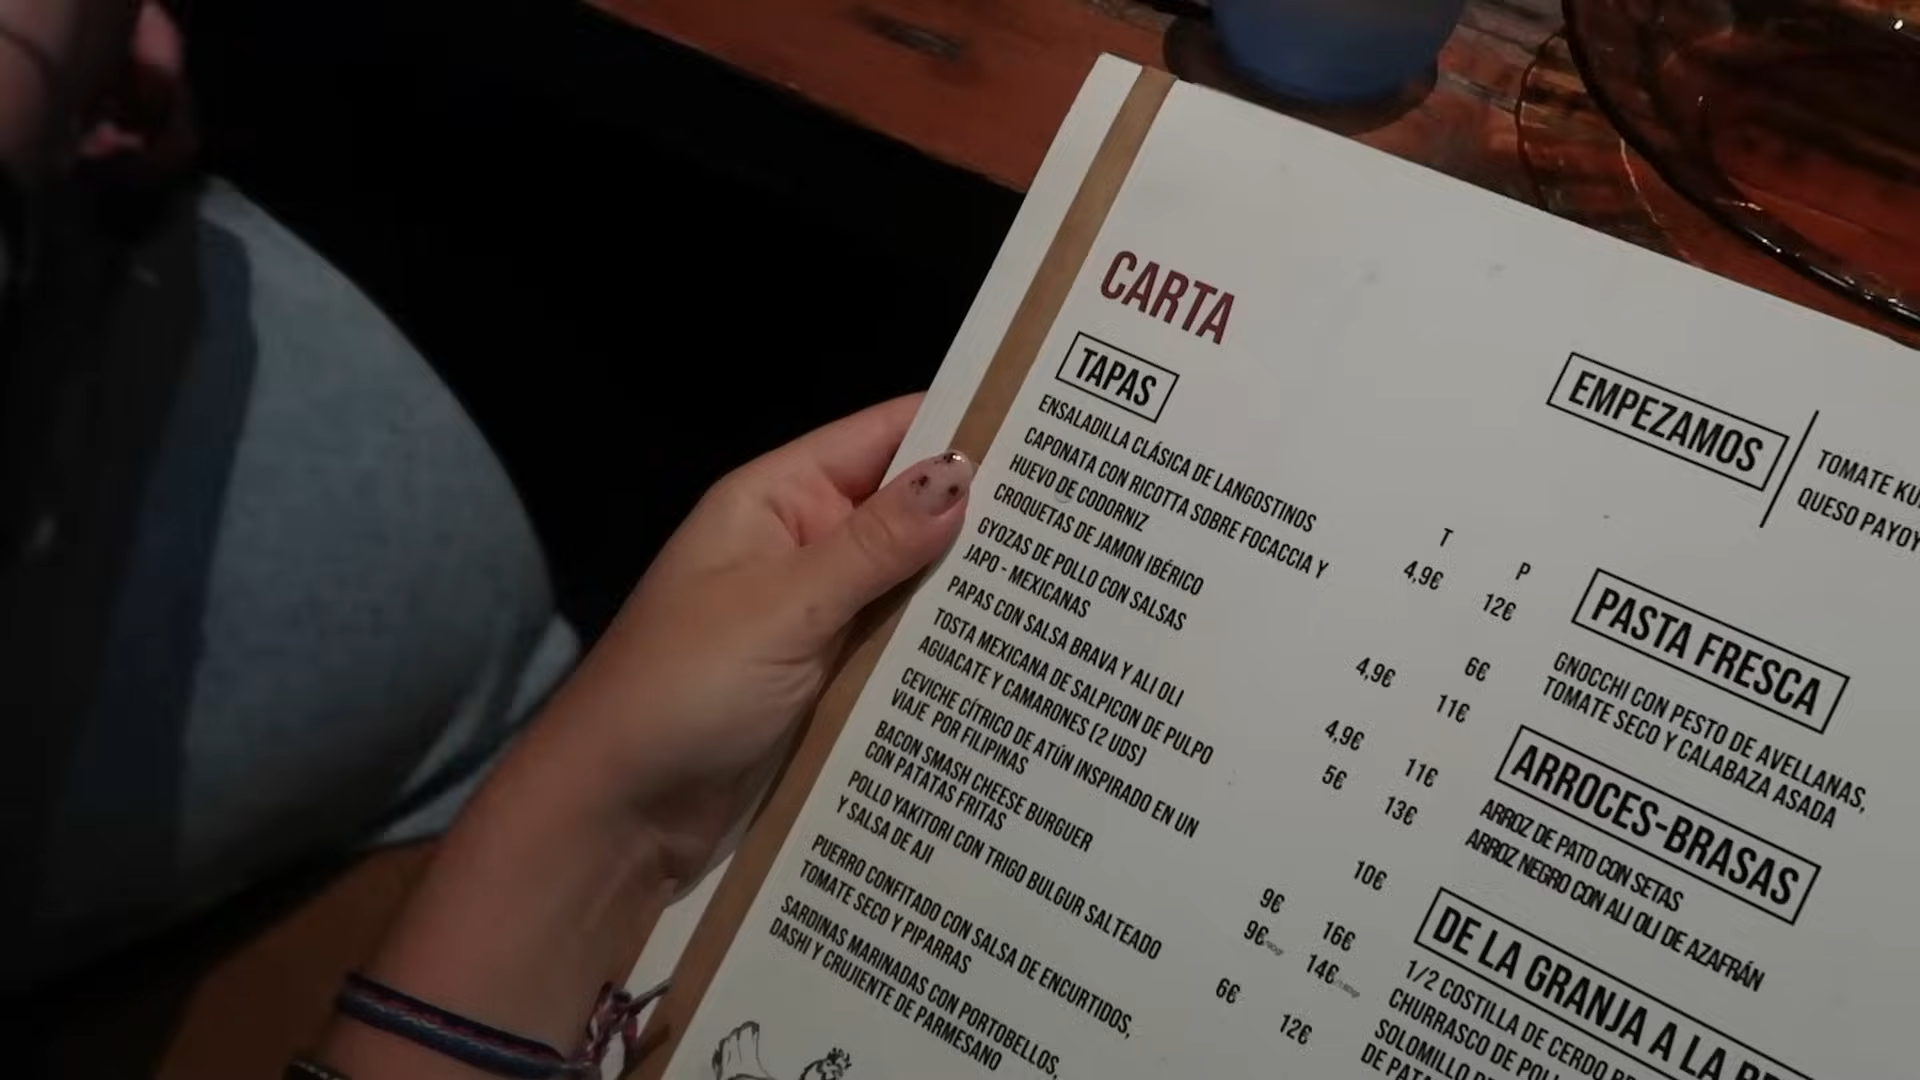 CARTA
TAPAS
ENSALADILLA CLÁSICA DE LANGOSTINOS
CAPONATA CON RICOTTA SOBRE FOCACCIA Y
HUEVO DE CODORNIZ
CROQUETAS DE JAMON IBÉRICO
GYOZAS DE POLLO CON SALSAS
JAPO - MEXICANAS
PAPAS CON SALSA BRAVA Y ALI OLI
TOSTA MEXICANA DE SALPICON DE PULPO
AGUACATE Y CAMARONES (2 UDS)
CEVICHE CÍTRICO DE ATÚN INSPIRADO EN UN
VIAJE POR FILIPINAS
BACON SMASH CHEESE BURGUER
CON PATATAS FRITAS
POLLO YAKITORI CON TRIGO BULGUR SALTEADO
Y SALSA DE AJI
PUERRO CONFITADO CON SALSA DE ENCURTIDOS,
TOMATE SECO Y PIPARRAS
SARDINAS MARINADAS CON PORTOBELLOS,
DASHI Y CRUJIENTE DE PARMESANO
T P
4,9€ 12€
6€
4,9€ 11€
4,9€ 11€
5€ 13€
10€
9€ 16€
9€ 14€
6€ 12€
EMPEZAMOS
TOMATE
QUESO PAYOY
PASTA FRESCA
GNOCCHI CON PESTO DE AVELLANAS,
TOMATE SECO Y CALABAZA ASADA
ARROCES-BRASAS
ARROZ DE PATO CON SETAS
ARROZ NEGRO CON ALI OLI DE AZAFRÁN
DE LA GRANJA A LA
1/2 COSTILLA DE CERDO
CHURRASCO DE
SOLOMILLO